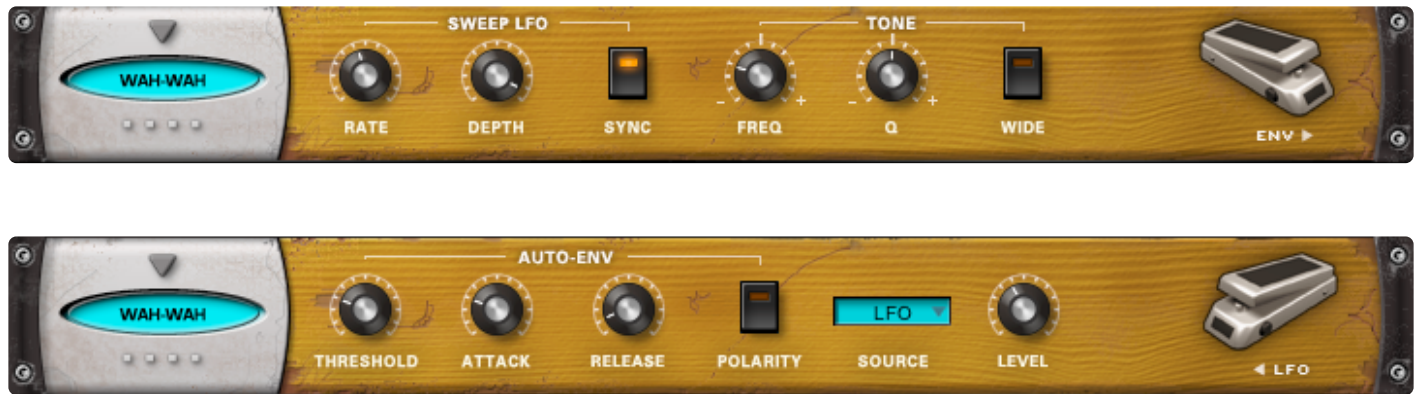 SWEEP LFO TONE
WAH-WAH
- + - +
RATE DEPTH SYNC FREQ Q WIDE
ENV ▶
AUTO-ENV
WAH-WAH
LFO
THRESHOLD ATTACK RELEASE POLARITY SOURCE LEVEL
◀ LFO